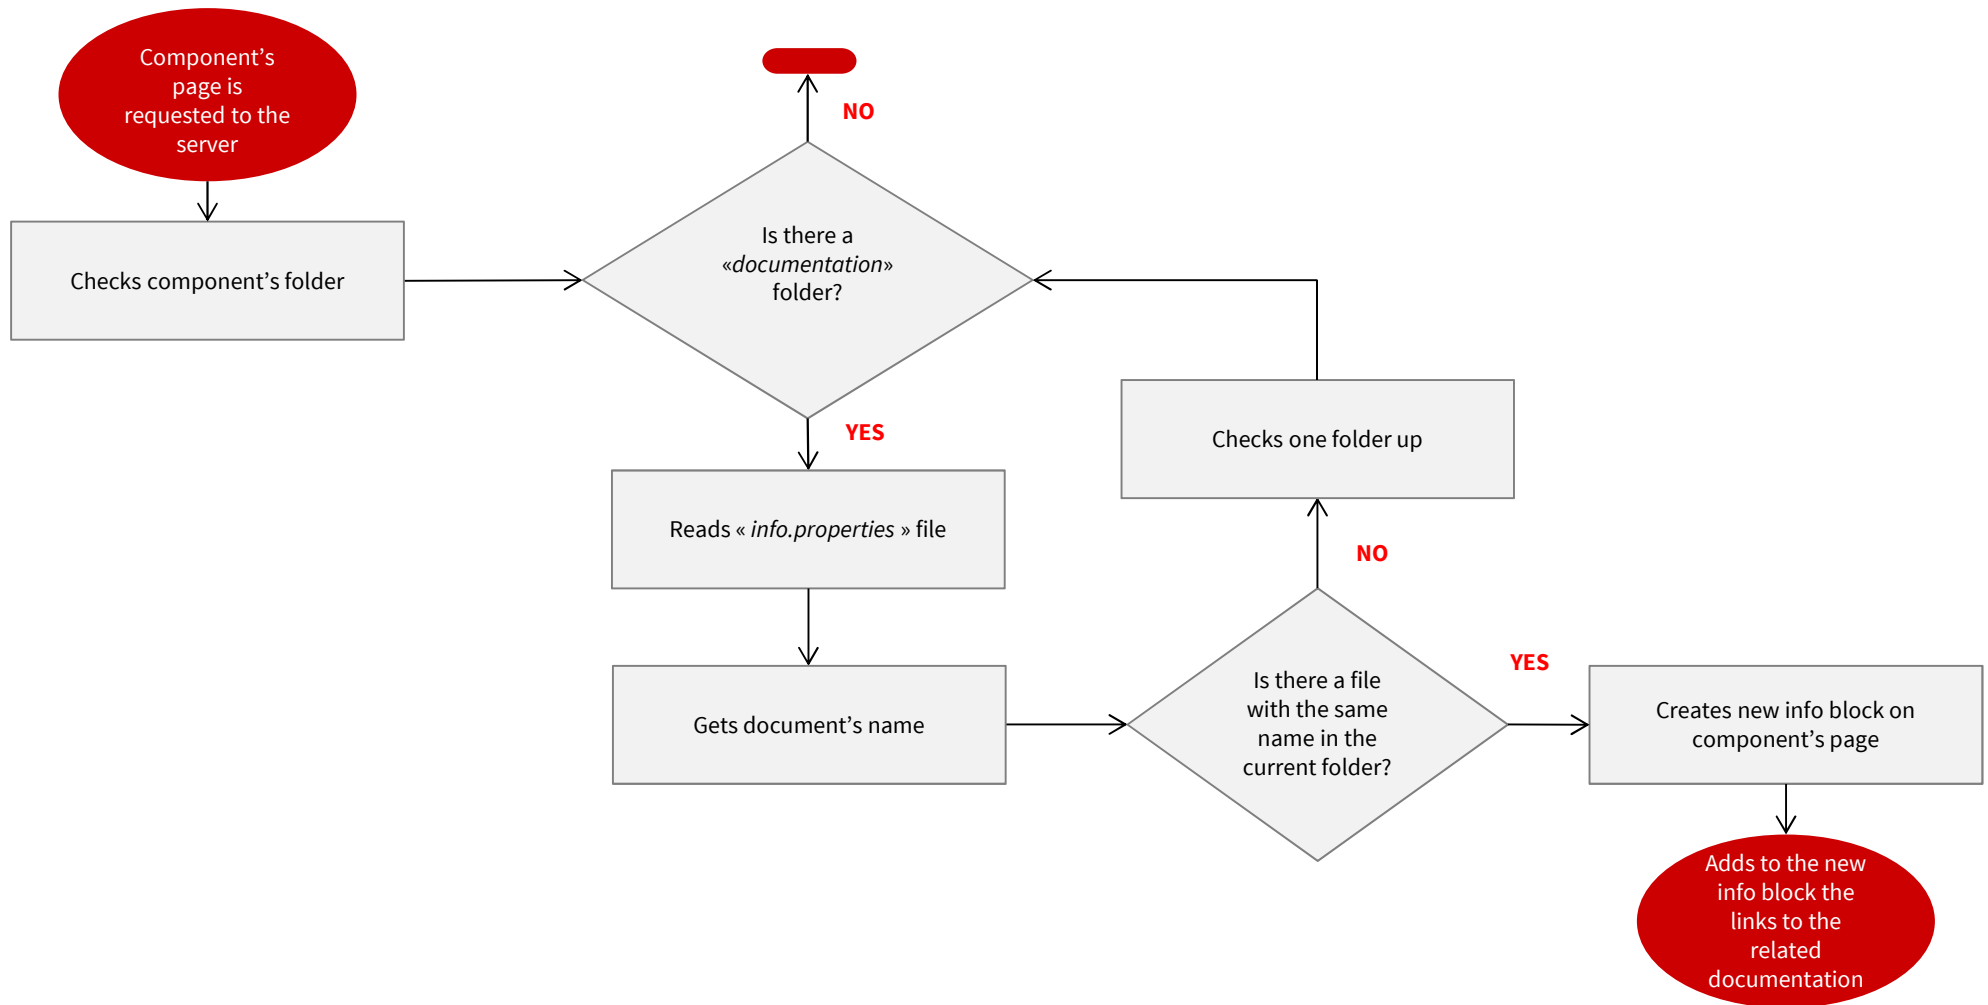 Component’s
page is
requested to the
server
NO
Checks component’s folder
Is there a
«documentation»
folder?
YES
Checks one folder up
Reads « info.properties » file
NO
Gets document’s name
Is there a file
with the same
name in the
current folder?
YES
Creates new info block on
component’s page
Adds to the new
info block the
links to the
related
documentation